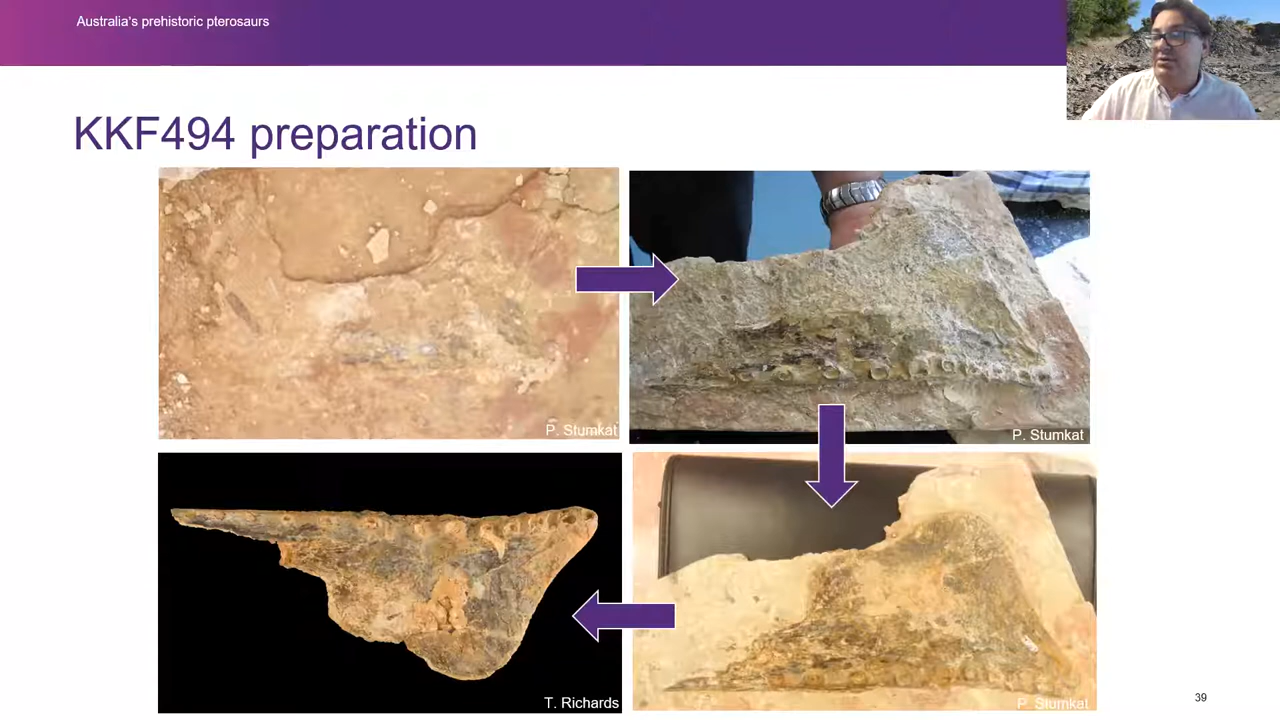 Australia's prehistoric pterosaurs
KKF494 preparation
P. Stumkat
P. Stumkat
T. Richards
P. Stumkat
39